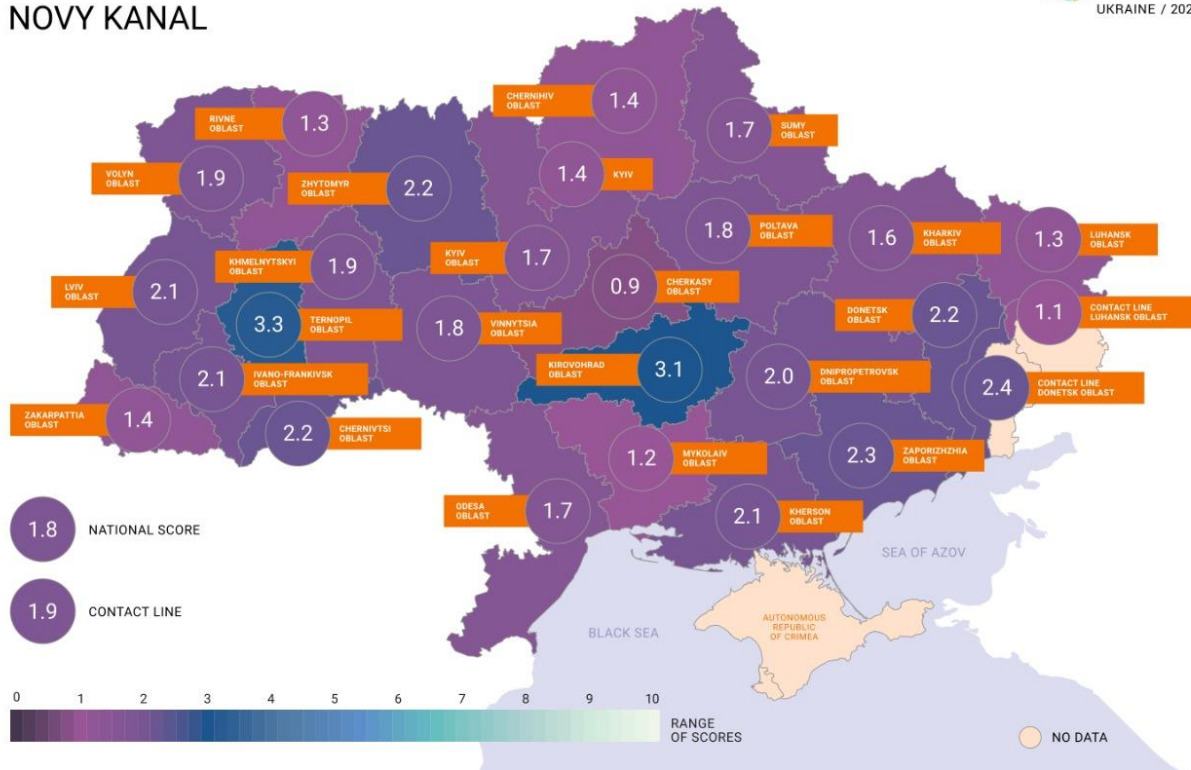 NOVY KANAL
UKRAINE / 202
CHERNIHIV
OBLAST
1.4
RIVNE
OBLAST
1.3
SUMY
OBLAST
1.7
VOLYN
OBLAST
1.9
ZHYTOMYR
OBLAST
2.2
1.4
KYIV
1.8
POLTAVA
OBLAST
1.6
KHARKIV
OBLAST
1.3
LUHANSK
OBLAST
KHMELNYTSKYI
OBLAST
1.9
KYIV
OBLAST
1.7
0.9
CHERKASY
OBLAST
LVIV
OBLAST
2.1
DONETSK
OBLAST
2.2
1.1
CONTACT LINE
LUHANSK OBLAST
3.3
TERNOPIL
OBLAST
1.8
VINNYTSIA
OBLAST
KIROVOHRAD
OBLAST
3.1
2.1
IVANO-FRANKIVSK
OBLAST
2.0
DNIPROPETROVSK
OBLAST
2.4
CONTACT LINE
DONETSK OBLAST
ZAKARPATTIA
OBLAST
1.4
2.2
CHERNIVTSI
OBLAST
1.2
MYKOLAIV
OBLAST
2.3
ZAPORIZHZHIA
OBLAST
ODESA
OBLAST
1.7
2.1
KHERSON
OBLAST
1.8
NATIONAL SCORE
SEA OF AZOV
1.9
CONTACT LINE
BLACK SEA
AUTONOMOUS
REPUBLIC
OF CRIMEA
0 1 2 3 4 5 6 7 8 9 10
RANGE
OF SCORES
NO DATA